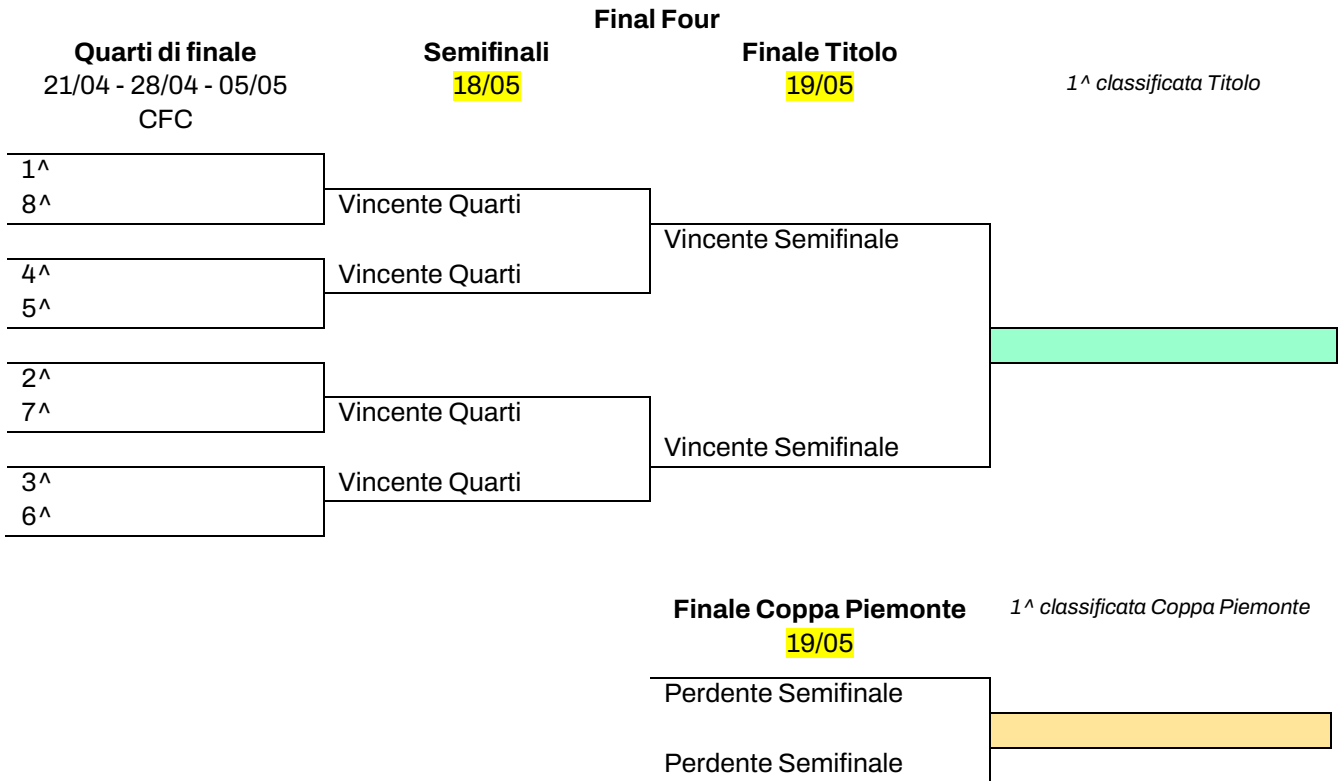 Final Four
Quarti di finale Semifinali Finale Titolo
21/04 - 28/04 - 05/05 18/05 19/05 1^ classificata Titolo
CFC
1^
8^ Vincente Quarti
Vincente Semifinale
4^ Vincente Quarti
5^
2^
7^ Vincente Quarti
Vincente Semifinale
3^ Vincente Quarti
6^
Finale Coppa Piemonte 1^ classificata Coppa Piemonte
19/05
Perdente Semifinale
Perdente Semifinale